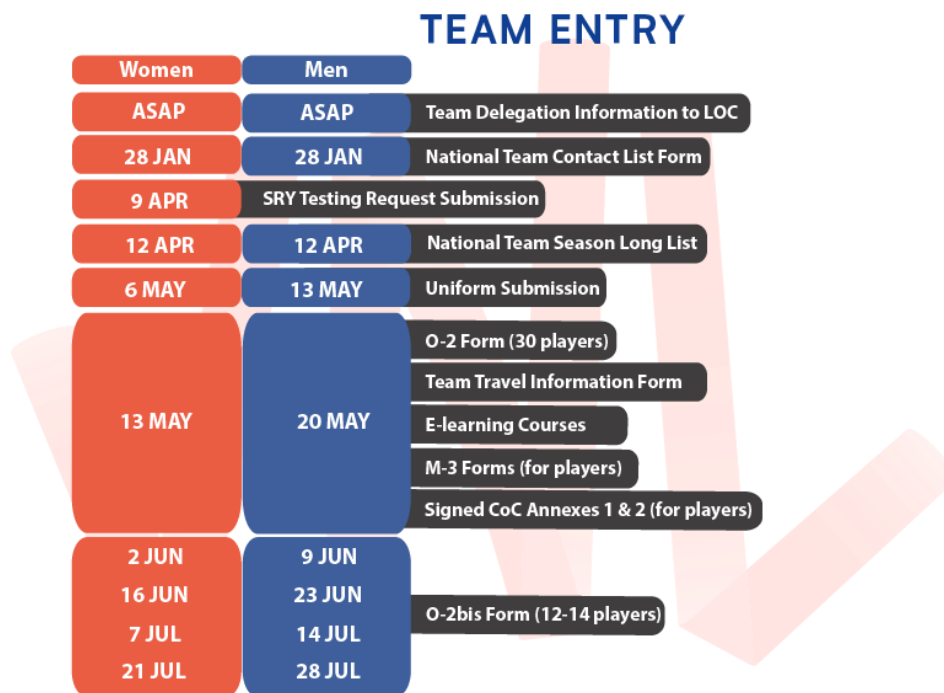 TEAM ENTRY
Women Men
ASAP ASAP Team Delegation Information to LOC
28 JAN 28 JAN National Team Contact List Form
9 APR SRY Testing Request Submission
12 APR 12 APR National Team Season Long List
6 MAY 13 MAY Uniform Submission
13 MAY 20 MAY
O-2 Form (30 players)
Team Travel Information Form
E-learning Courses
M-3 Forms (for players)
Signed CoC Annexes 1 & 2 (for players)
2 JUN 9 JUN
16 JUN 23 JUN
7 JUL 14 JUL
21 JUL 28 JUL
O-2bis Form (12-14 players)